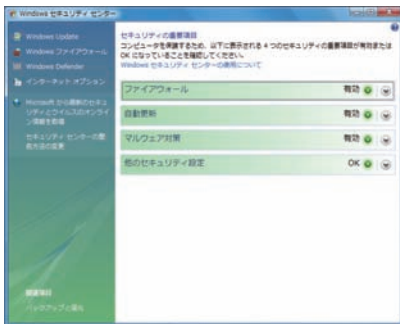 Windows セキュリティ センター
Windows Update
Windows ファイアウォール
Windows Defender
インターネット オプション
Microsoft から最新のセキュ
リティとウイルスのオンライ
ン情報を取得
セキュリティ センターの警
告方法の変更
関連項目
バックアップと復元
セキュリティの重要項目
コンピュータを保護するため、以下に表示される 4 つのセキュリティの重要項目が有効または
OK になっていることを確認してください。
Windows セキュリティ センターの使用について
ファイアウォール 有効
自動更新 有効
マルウェア対策 有効
他のセキュリティ設定 OK